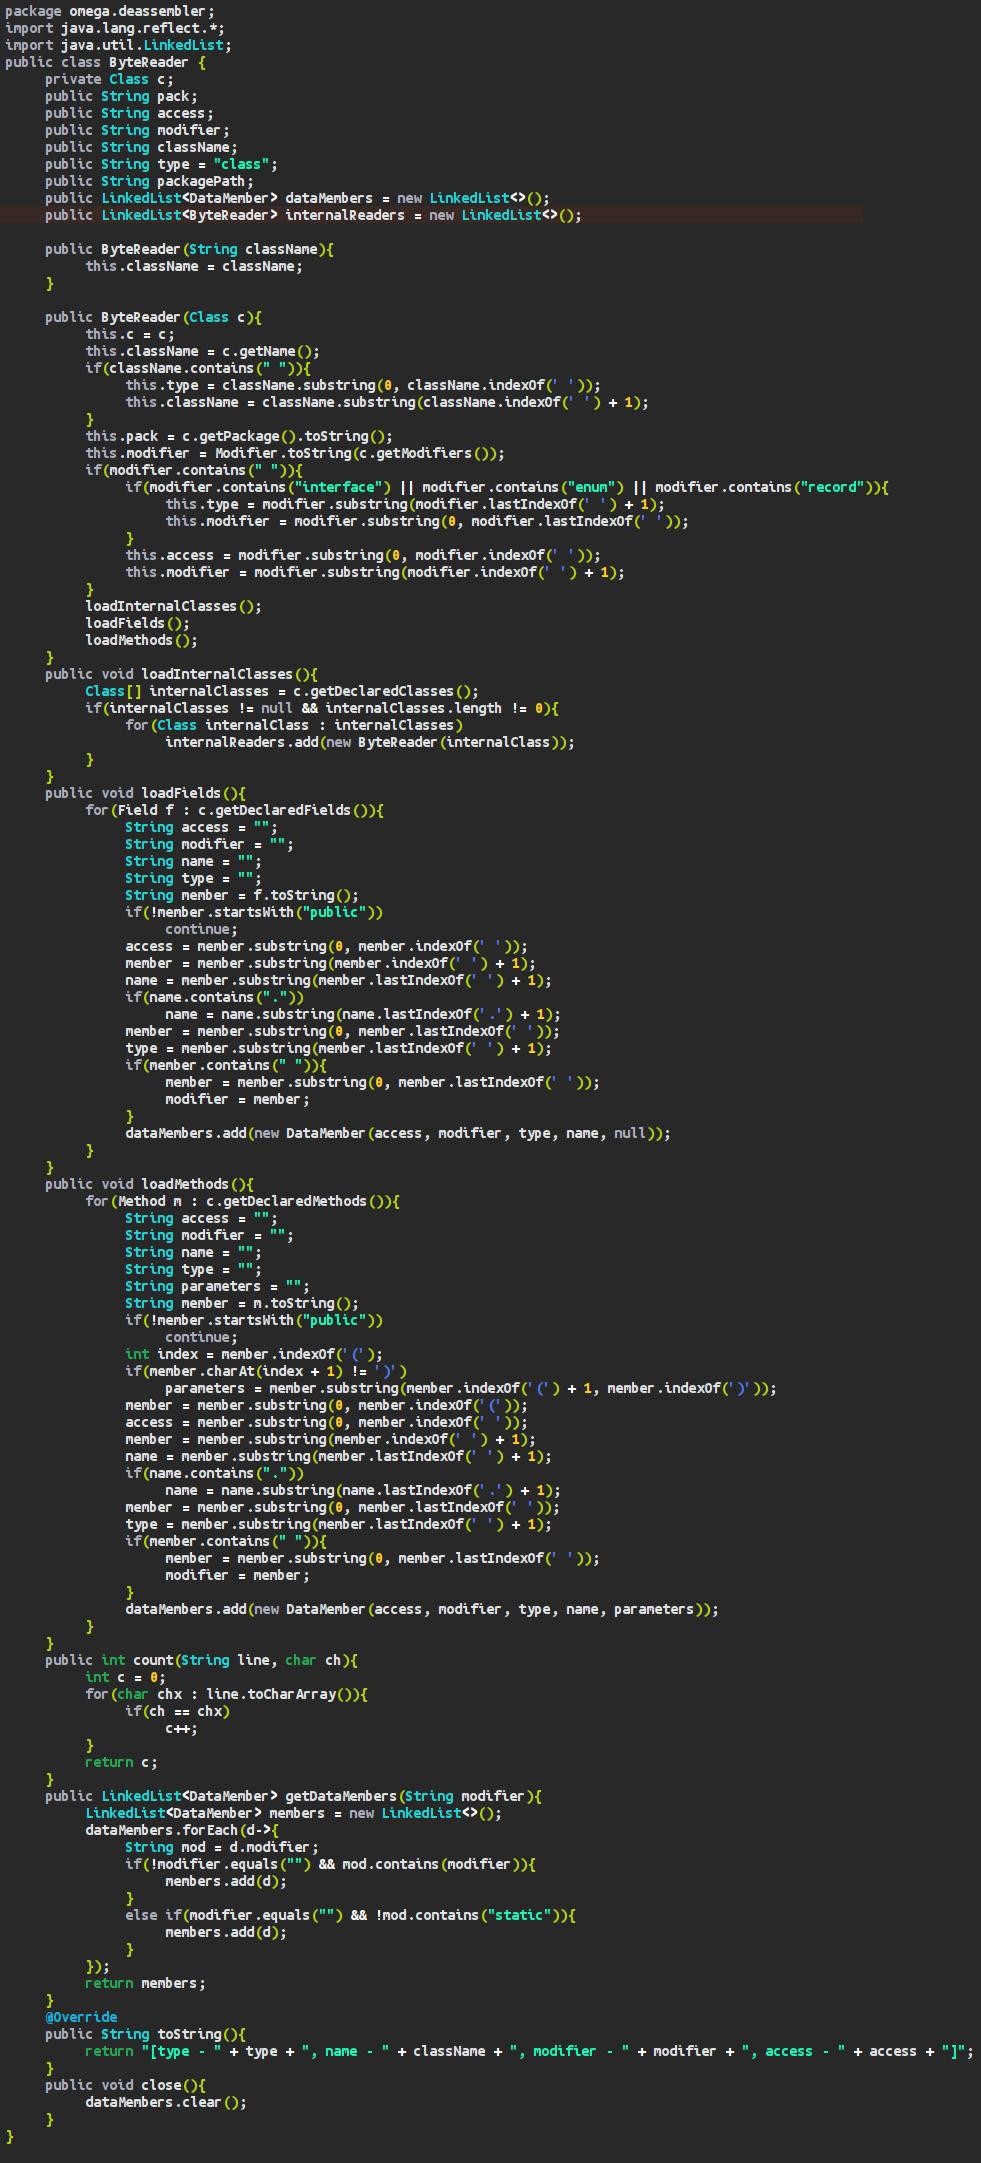 package omega.deassembler;
import java.lang.reflect.*;
import java.util.LinkedList;
public class ByteReader {
     private Class c;
     public String pack;
     public String access;
     public String modifier;
     public String className;
     public String type = "class";
     public String packagePath;
     public LinkedList<DataMember> dataMembers = new LinkedList<>();
     public LinkedList<ByteReader> internalReaders = new LinkedList<>();

     public ByteReader(String className){
          this.className = className;
     }

     public ByteReader(Class c){
          this.c = c;
          this.className = c.getName();
          if(className.contains(" ")){
               this.type = className.substring(0, className.indexOf(' '));
               this.className = className.substring(className.indexOf(' ') + 1);
          }
          this.pack = c.getPackage().toString();
          this.modifier = Modifier.toString(c.getModifiers());
          if(modifier.contains(" ")){
               if(modifier.contains("interface") || modifier.contains("enum") || modifier.contains("record")){
                    this.type = modifier.substring(modifier.lastIndexOf(' ') + 1);
                    this.modifier = modifier.substring(0, modifier.lastIndexOf(' '));
               }
               this.access = modifier.substring(0, modifier.indexOf(' '));
               this.modifier = modifier.substring(modifier.indexOf(' ') + 1);
          }
          loadInternalClasses();
          loadFields();
          loadMethods();
     }
     public void loadInternalClasses(){
          Class[] internalClasses = c.getDeclaredClasses();
          if(internalClasses != null && internalClasses.length != 0){
               for(Class internalClass : internalClasses)
                    internalReaders.add(new ByteReader(internalClass));
          }
     }
     public void loadFields(){
          for(Field f : c.getDeclaredFields()){
               String access = "";
               String modifier = "";
               String name = "";
               String type = "";
               String member = f.toString();
               if(!member.startsWith("public"))
                    continue;
               access = member.substring(0, member.indexOf(' '));
               member = member.substring(member.indexOf(' ') + 1);
               name = member.substring(member.lastIndexOf(' ') + 1);
               if(name.contains("."))
                    name = name.substring(name.lastIndexOf('.') + 1);
               member = member.substring(0, member.lastIndexOf(' '));
               type = member.substring(member.lastIndexOf(' ') + 1);
               if(member.contains(" ")){
                    member = member.substring(0, member.lastIndexOf(' '));
                    modifier = member;
               }
               dataMembers.add(new DataMember(access, modifier, type, name, null));
          }
     }
     public void loadMethods(){
          for(Method m : c.getDeclaredMethods()){
               String access = "";
               String modifier = "";
               String name = "";
               String type = "";
               String parameters = "";
               String member = m.toString();
               if(!member.startsWith("public"))
                    continue;
               int index = member.indexOf('(');
               if(member.charAt(index + 1) != ')')
                    parameters = member.substring(member.indexOf('(') + 1, member.indexOf(')'));
               member = member.substring(0, member.indexOf('('));
               access = member.substring(0, member.indexOf(' '));
               member = member.substring(member.indexOf(' ') + 1);
               name = member.substring(member.lastIndexOf(' ') + 1);
               if(name.contains("."))
                    name = name.substring(name.lastIndexOf('.') + 1);
               member = member.substring(0, member.lastIndexOf(' '));
               type = member.substring(member.lastIndexOf(' ') + 1);
               if(member.contains(" ")){
                    member = member.substring(0, member.lastIndexOf(' '));
                    modifier = member;
               }
               dataMembers.add(new DataMember(access, modifier, type, name, parameters));
          }
     }
     public int count(String line, char ch){
          int c = 0;
          for(char chx : line.toCharArray()){
               if(ch == chx)
                    c++;
          }
          return c;
     }
     public LinkedList<DataMember> getDataMembers(String modifier){
          LinkedList<DataMember> members = new LinkedList<>();
          dataMembers.forEach(d->{
               String mod = d.modifier;
               if(!modifier.equals("") && mod.contains(modifier)){
                    members.add(d);
               }
               else if(modifier.equals("") && !mod.contains("static")){
                    members.add(d);
               }
          });
          return members;
     }
     @Override
     public String toString(){
          return "[type - " + type + ", name - " + className + ", modifier - " + modifier + ", access - " + access + "]";
     }
     public void close(){
          dataMembers.clear();
     }
}